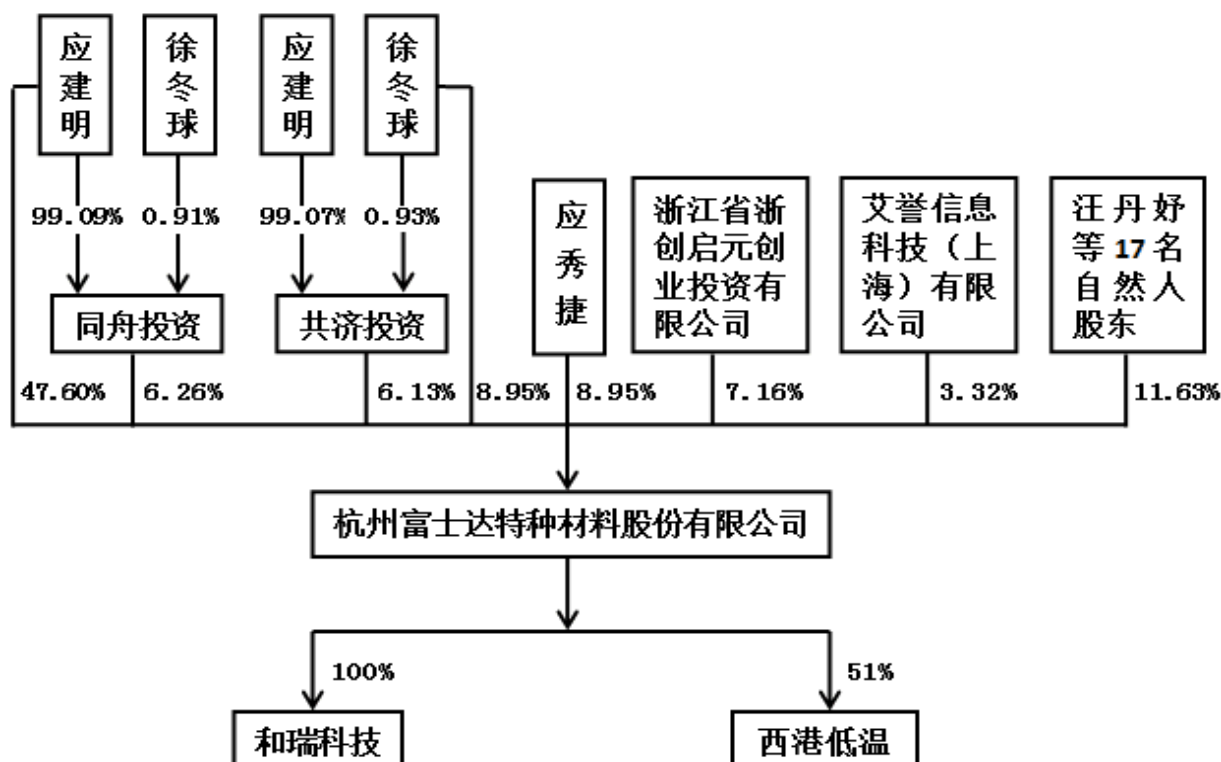 应建明
徐冬球
应建明
徐冬球
99.09%
0.91%
99.07%
0.93%
应秀捷
浙江省浙
创启元创
业投资有
限公司
艾誉信息
科技（上
海）有限
公司
汪丹妤
等17名
自然人
股东
同舟投资
共济投资
47.60%
6.26%
6.13%
8.95%
8.95%
7.16%
3.32%
11.63%
杭州富士达特种材料股份有限公司
100%
51%
和瑞科技
西港低温